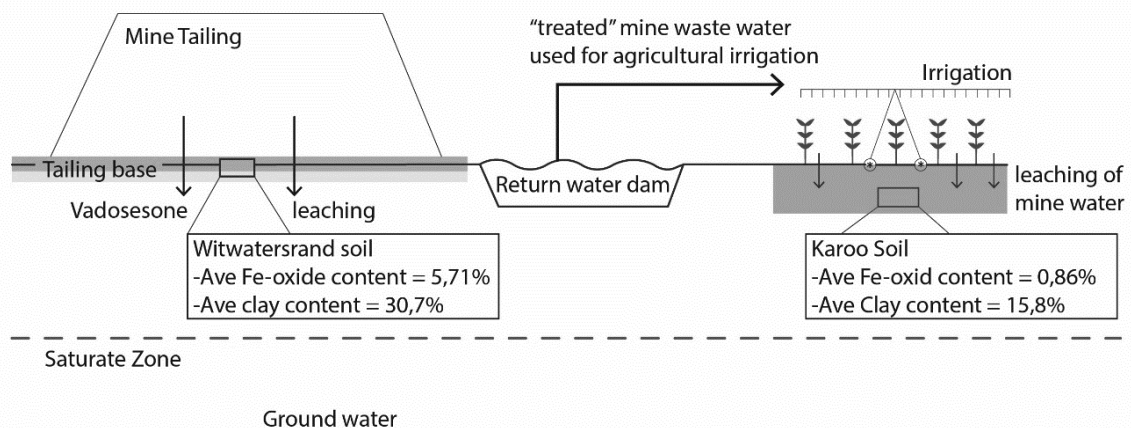 Mine Tailing
"treated" mine waste water
used for agricultural irrigation
Irrigation
Tailing base
Vadosesone
leaching
Return water dam
leaching of
mine water
Witwatersrand soil
-Ave Fe-oxide content = 5,71%
-Ave clay content = 30,7%
Karoo Soil
-Ave Fe-oxid content = 0,86%
-Ave Clay content = 15,8%
Saturate Zone
Ground water